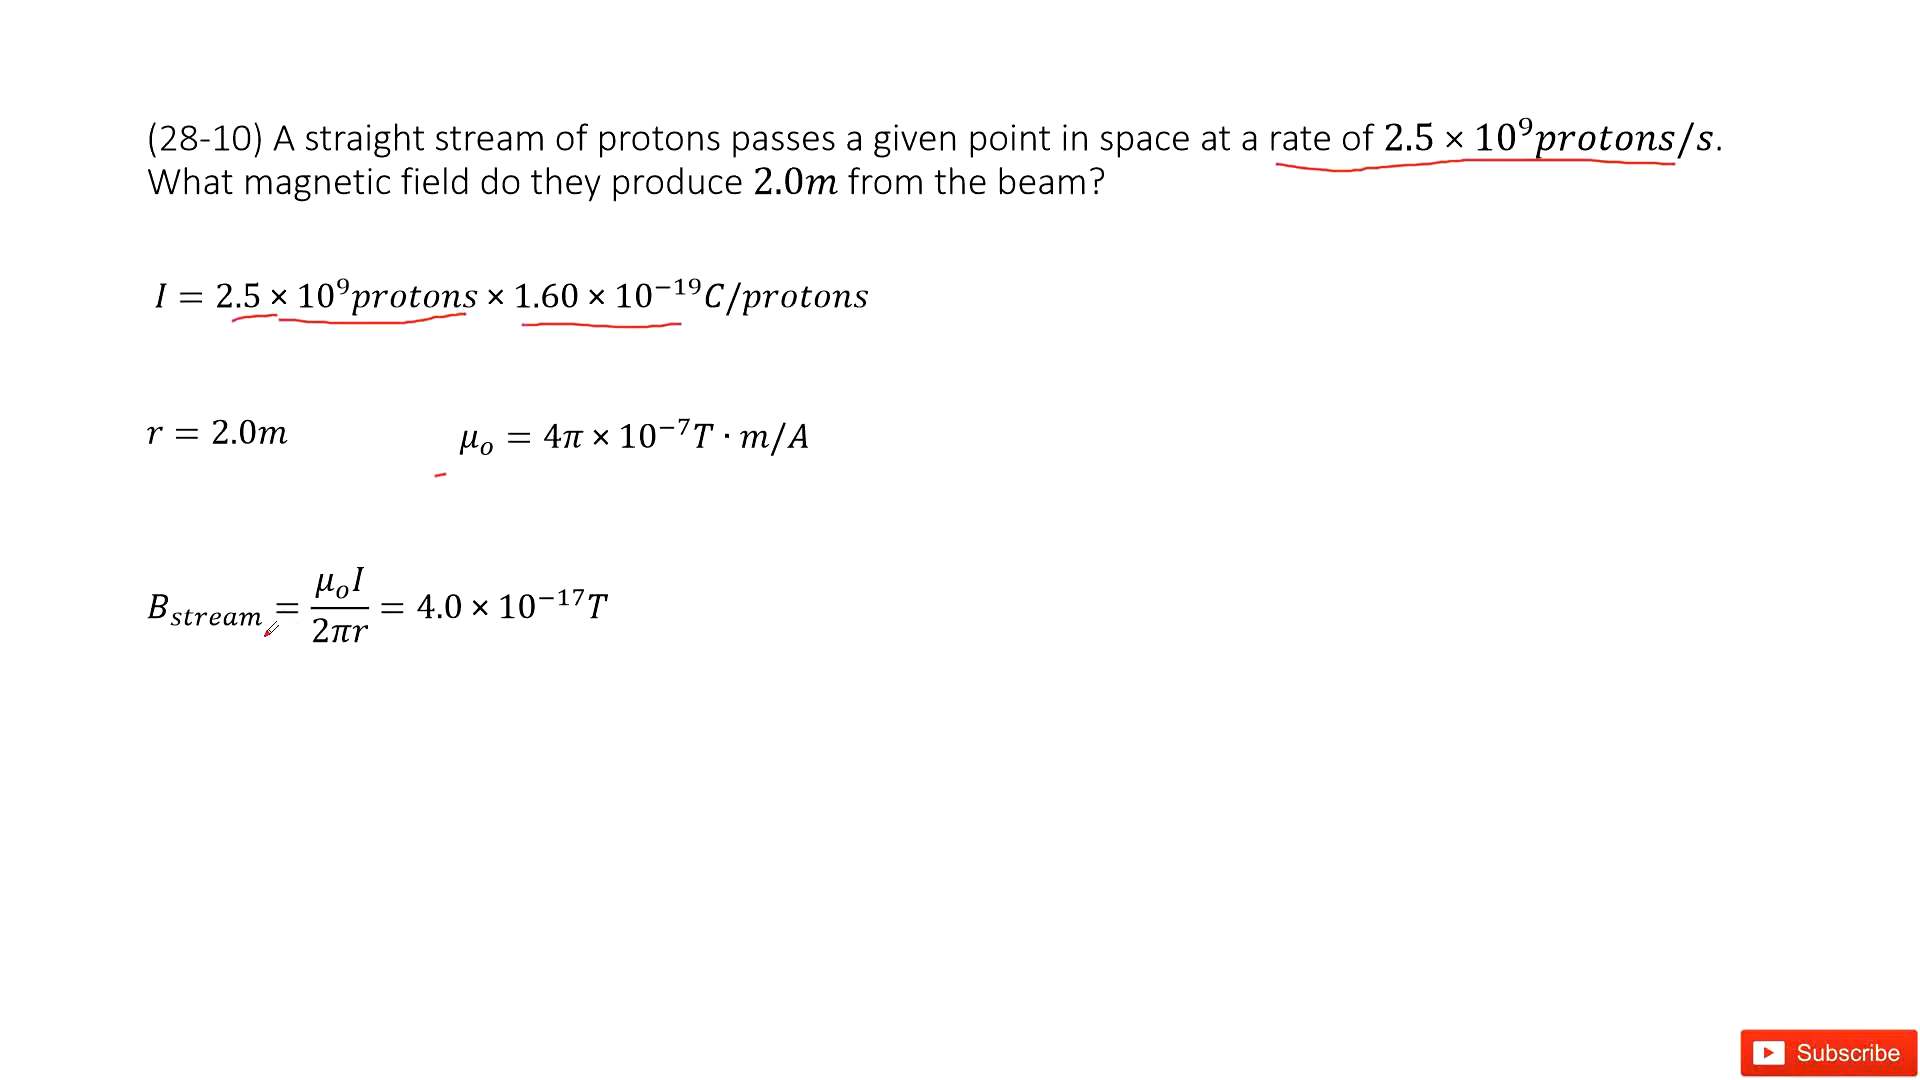 (28-10) A straight stream of protons passes a given point in space at a rate of 2.5 × 10⁹protons/s.
What magnetic field do they produce 2.0m from the beam?
I = 2.5 × 10⁹protons × 1.60 × 10⁻¹⁹C/protons
r = 2.0m μₒ = 4π × 10⁻⁷T · m/A
B_stream = μₒI/2πr = 4.0 × 10⁻¹⁷T
Subscribe